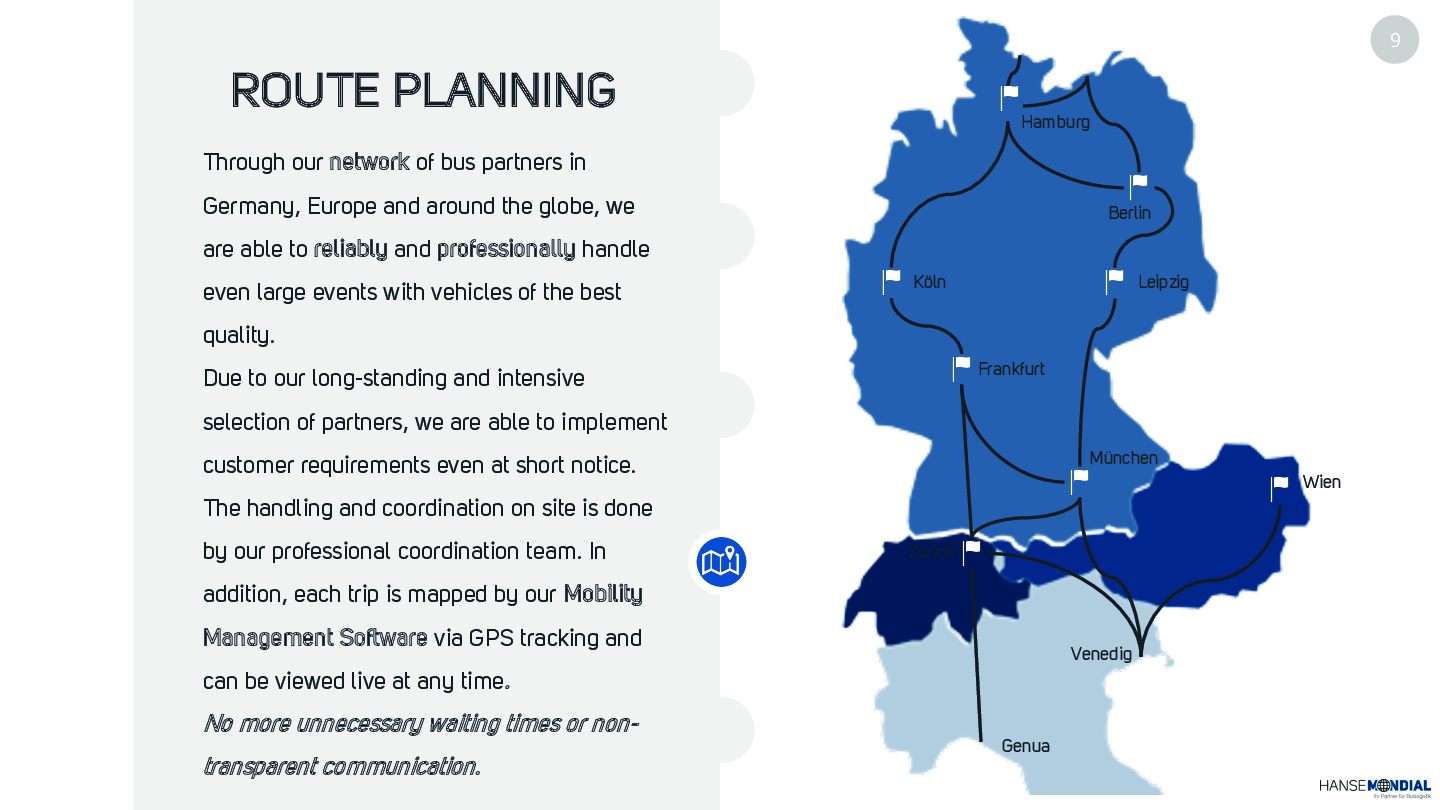 9
ROUTE PLANNING
Through our network of bus partners in
Germany, Europe and around the globe, we
are able to reliably and professionally handle
even large events with vehicles of the best
quality.
Due to our long-standing and intensive
selection of partners, we are able to implement
customer requirements even at short notice.
The handling and coordination on site is done
by our professional coordination team. In
addition, each trip is mapped by our Mobility
Management Software via GPS tracking and
can be viewed live at any time.
No more unnecessary waiting times or non-
transparent communication.
Hamburg
Berlin
Köln
Leipzig
Frankfurt
München
Wien
Zürich
Venedig
Genua
HANSEMONDIAL
Ihr Partner für Buslogistik